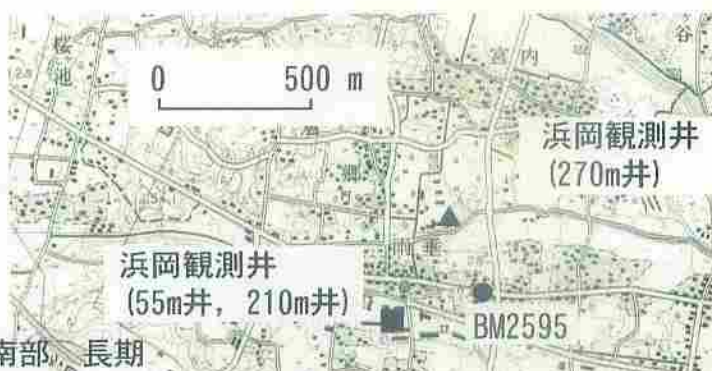 桜池
宮内
谷
0 500 m
浜岡観測井
(270m井)
浜岡観測井
(55m井，210m井)
BM2595
南部 長期